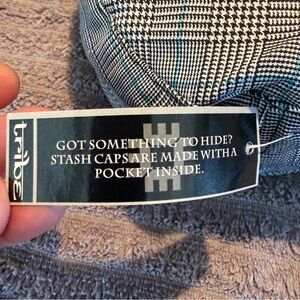 tribe
GOT SOMETHING TO HIDE?
STASH CAPS ARE MADE WITH A
POCKET INSIDE.